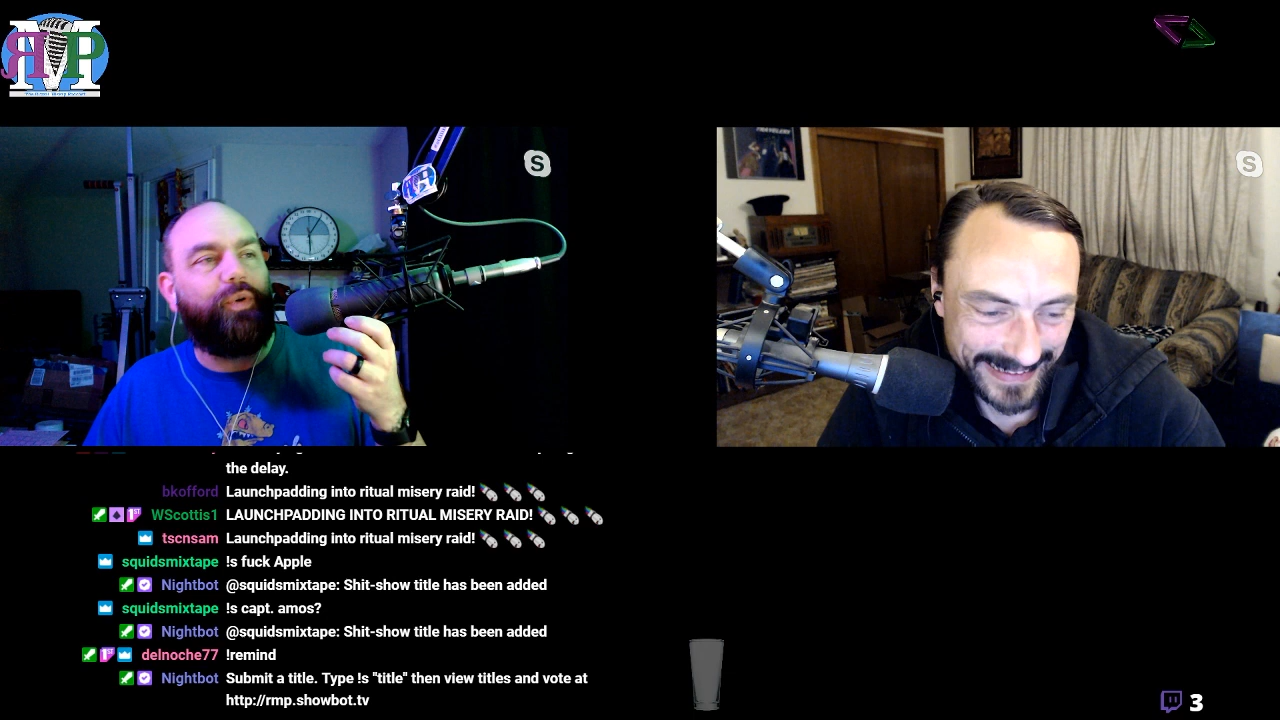 RMP
S
S
the delay.
bkofford Launchpadding into ritual misery raid!
1ST WScottis1 LAUNCHPADDING INTO RITUAL MISERY RAID!
tscnsam Launchpadding into ritual misery raid!
squidsmixtape !s fuck Apple
Nightbot @squidsmixtape: Shit-show title has been added
squidsmixtape !s capt. amos?
Nightbot @squidsmixtape: Shit-show title has been added
1ST delnoche77 !remind
Nightbot Submit a title. Type !s "title" then view titles and vote at
http://rmp.showbot.tv
3